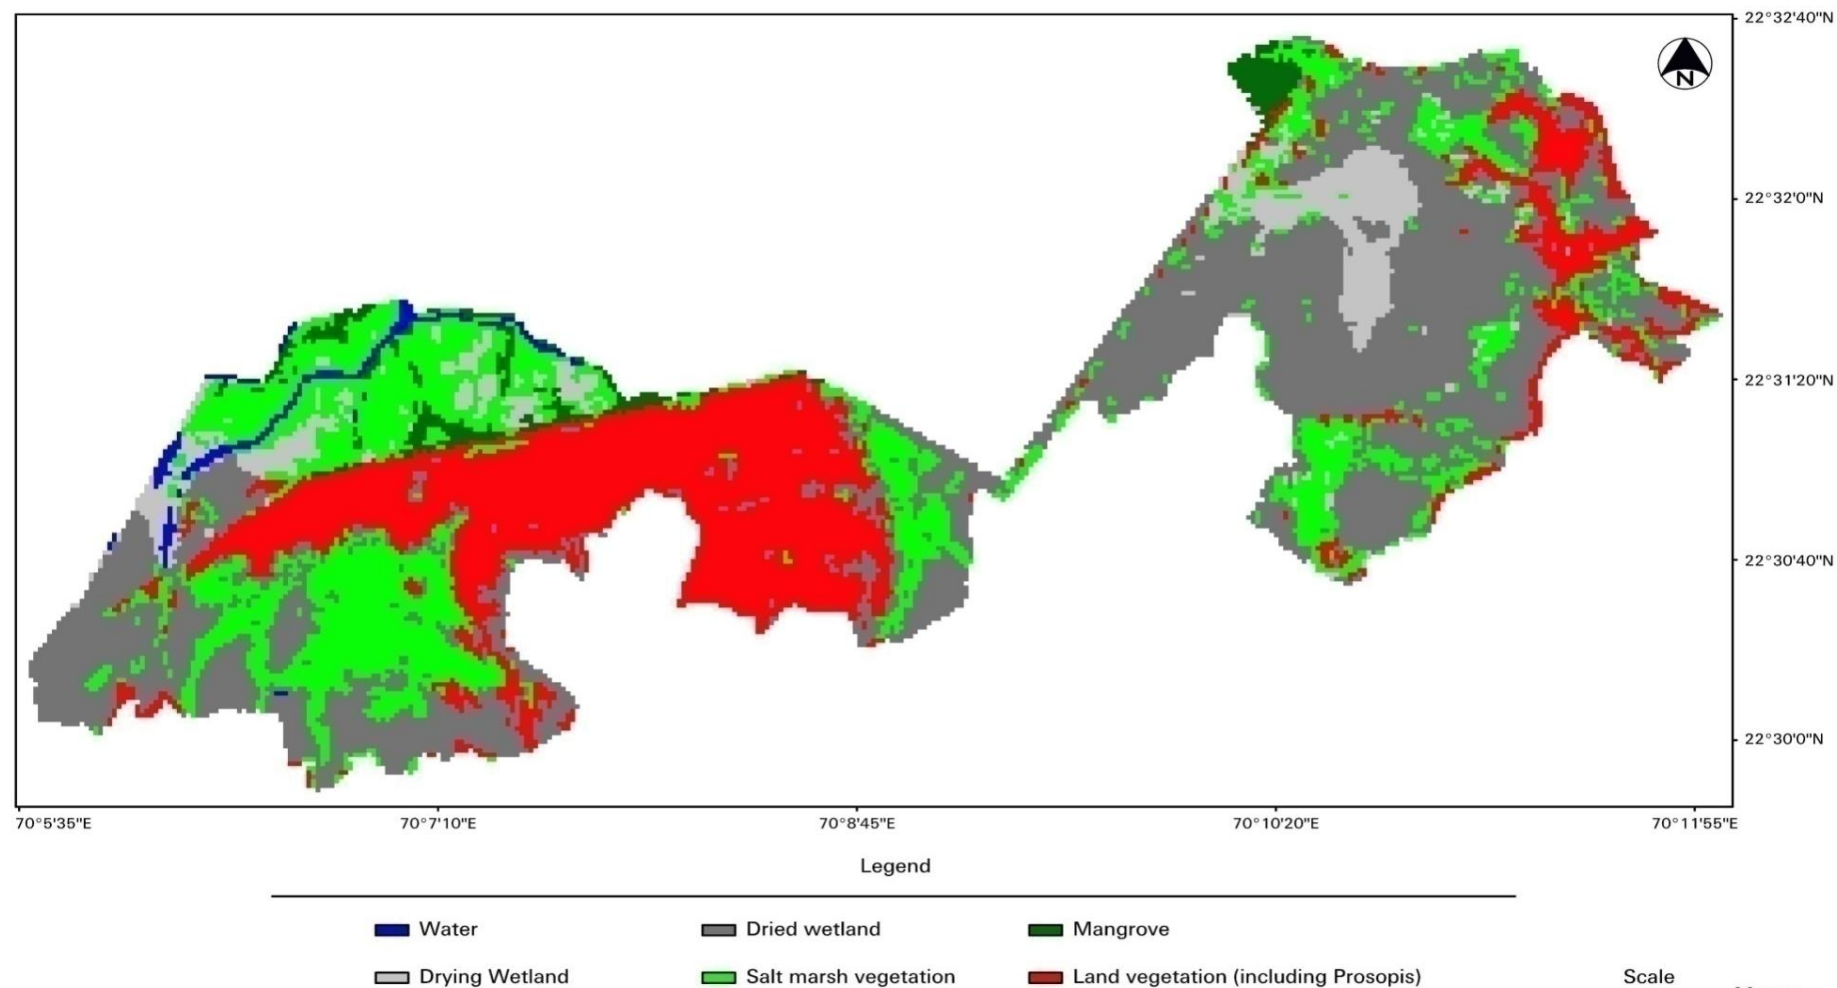 N
22°32'40"N
22°32'0"N
22°31'20"N
22°30'40"N
22°30'0"N
70°5'35"E 70°7'10"E 70°8'45"E 70°10'20"E 70°11'55"E
Legend
Water Dried wetland Mangrove
Drying Wetland Salt marsh vegetation Land vegetation (including Prosopis) Scale